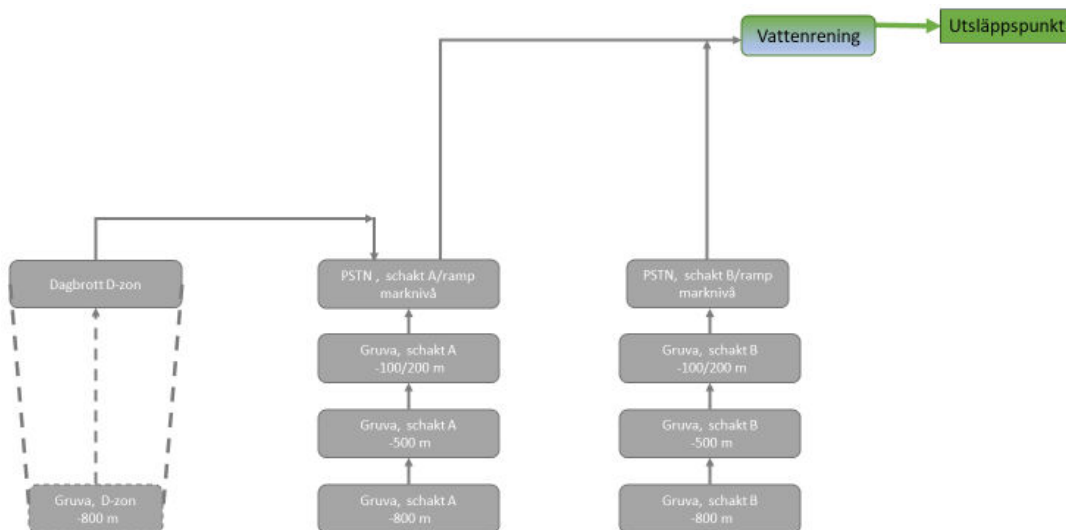 Vattenrening
Utsläppspunkt
Dagbrott D-zon
PSTN , schakt A/ramp
marknivå
PSTN, schakt B/ramp
marknivå
Gruva, schakt A
-100/200 m
Gruva, schakt B
-100/200 m
Gruva, schakt A
-500 m
Gruva, schakt B
-500 m
Gruva, D-zon
-800 m
Gruva, schakt A
-800 m
Gruva, schakt B
-800 m